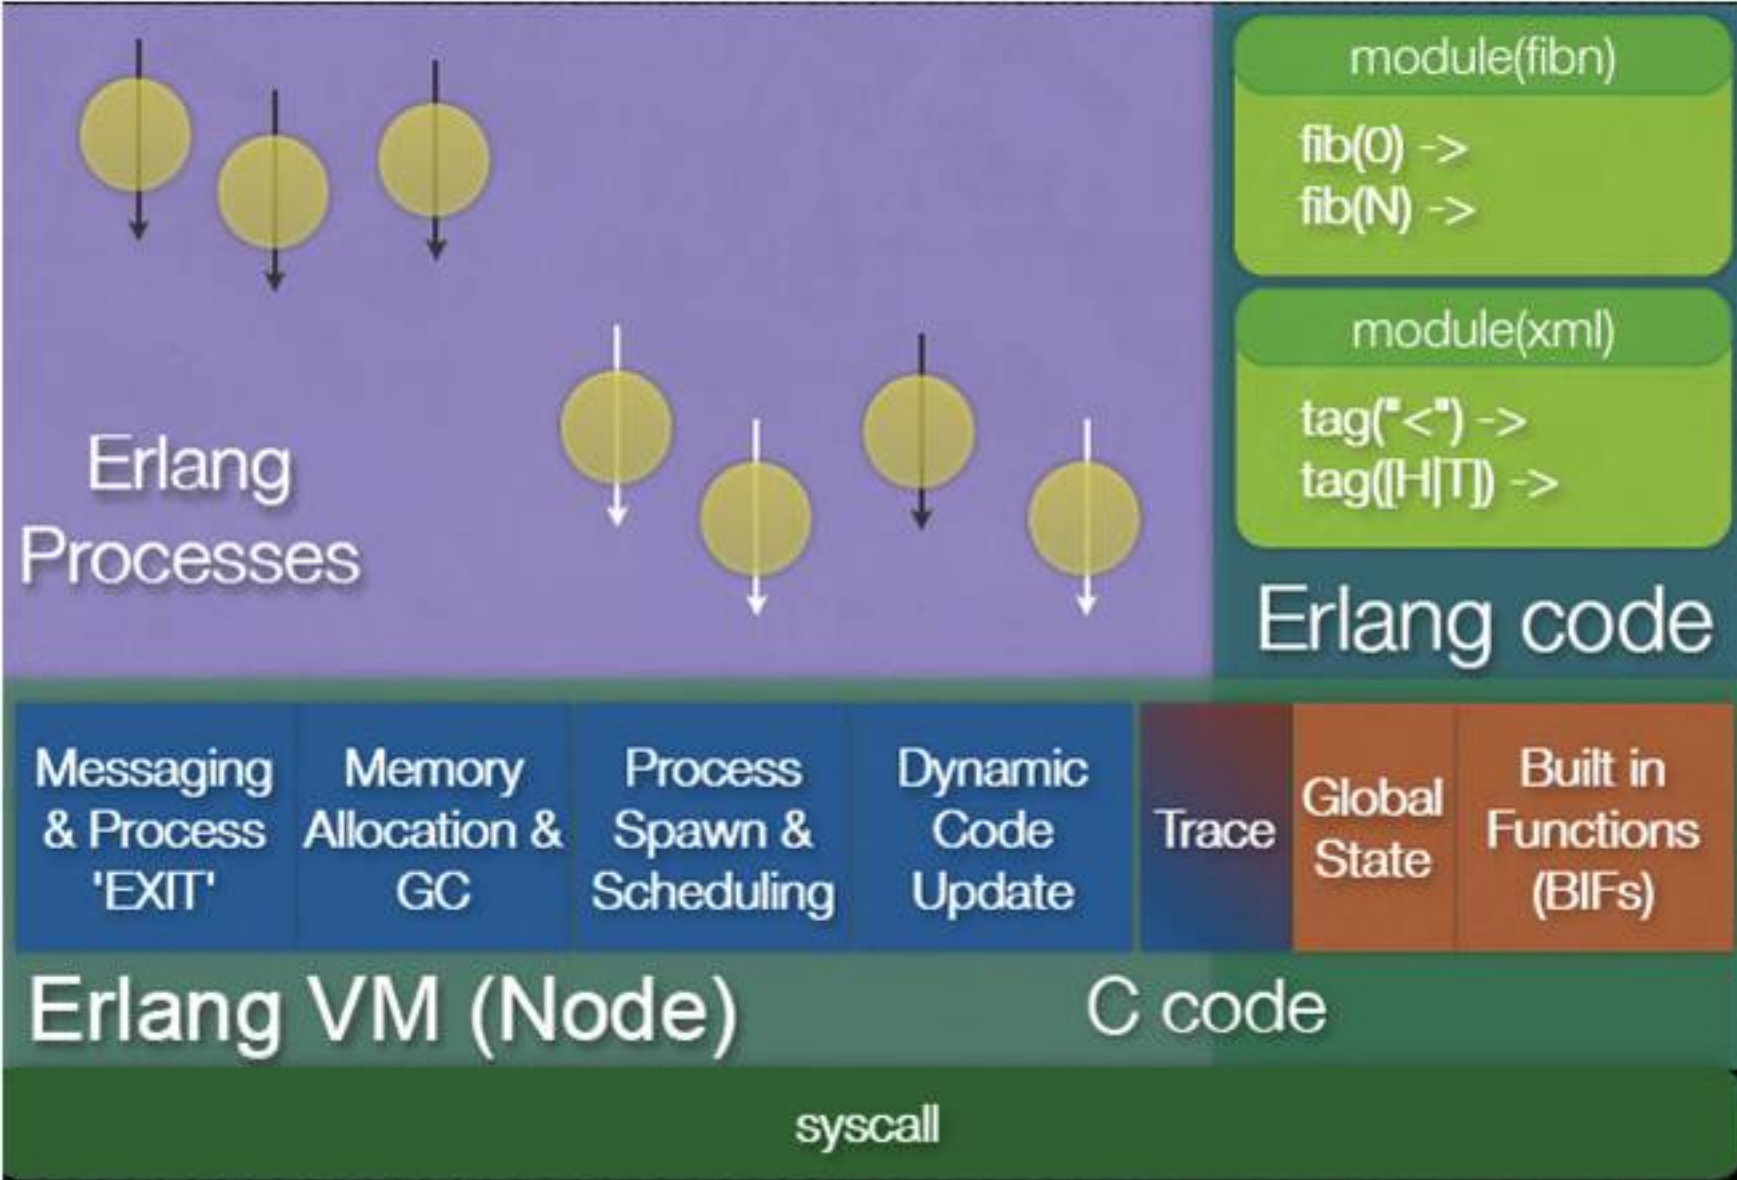 module(fibn)
fib(0) ->
fib(N) ->
module(xml)
tag("<") ->
tag([H|T]) ->
Erlang code
Erlang
Processes
Messaging
& Process
'EXIT'
Memory
Allocation &
GC
Process
Spawn &
Scheduling
Dynamic
Code
Update
Trace
Global
State
Built in
Functions
(BIFs)
Erlang VM (Node)
C code
syscall